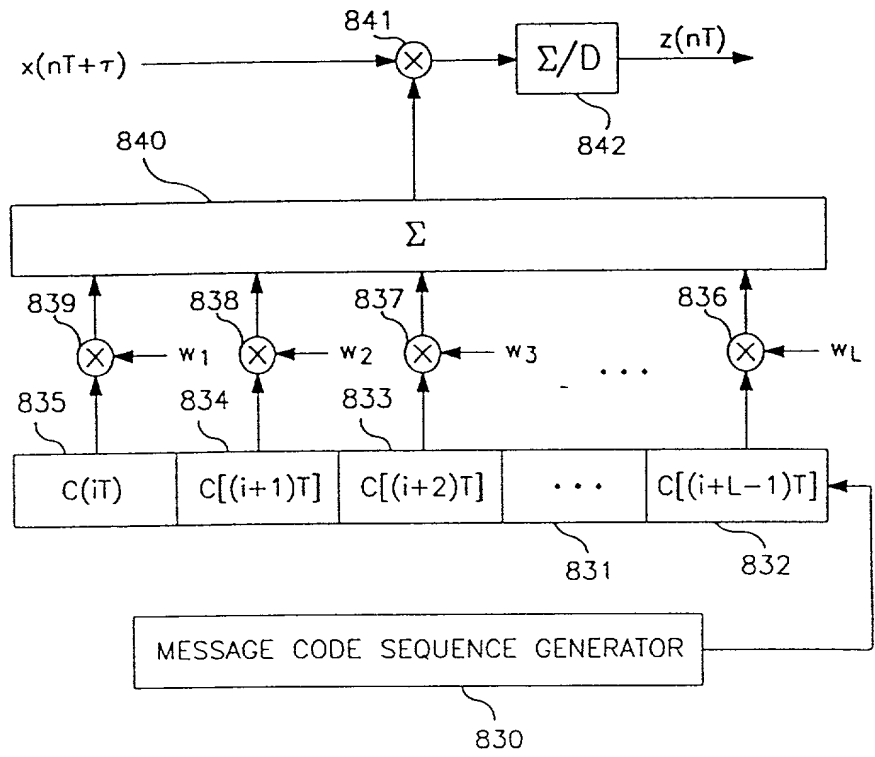 841
x(nT+τ)
Σ/D
z(nT)
842
840
Σ
839
838
837
836
w1
w2
w3
...
wL
835
834
833
C(iT)
C[(i+1)T]
C[(i+2)T]
...
C[(i+L-1)T]
831
832
MESSAGE CODE SEQUENCE GENERATOR
830